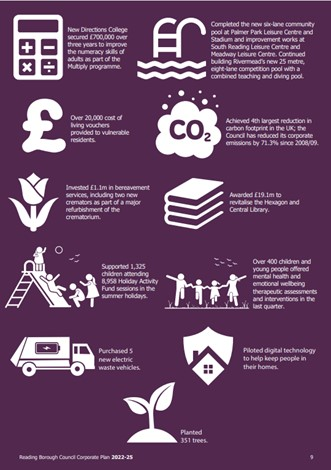 New Directions College
secured £700,000 over
three years to improve
the numeracy skills of
adults as part of the
Multiply programme.
Completed the new six-lane community
pool at Palmer Park Leisure Centre and
Stadium and improvement works at
South Reading Leisure Centre and
Meadway Leisure Centre. Continued
building Rivermead's new 25 metre,
eight-lane competition pool with a
combined teaching and diving pool.
Over 20,000 cost of
living vouchers
provided to vulnerable
residents.
CO2
Achieved 4th largest reduction in
carbon footprint in the UK; the
Council has reduced its corporate
emissions by 71.3% since 2008/09.
Invested £1.1m in bereavement
services, including two new
cremators as part of a major
refurbishment of the
crematorium.
Awarded £19.1m to
revitalise the Hexagon and
Central Library.
Supported 1,325
children attending
8,958 Holiday Activity
Fund sessions in the
summer holidays.
Over 400 children and
young people offered
mental health and
emotional wellbeing
therapeutic assessments
and interventions in the
last quarter.
Purchased 5
new electric
waste vehicles.
Piloted digital technology
to help keep people in
their homes.
Planted
351 trees.
Reading Borough Council Corporate Plan 2022-25
9